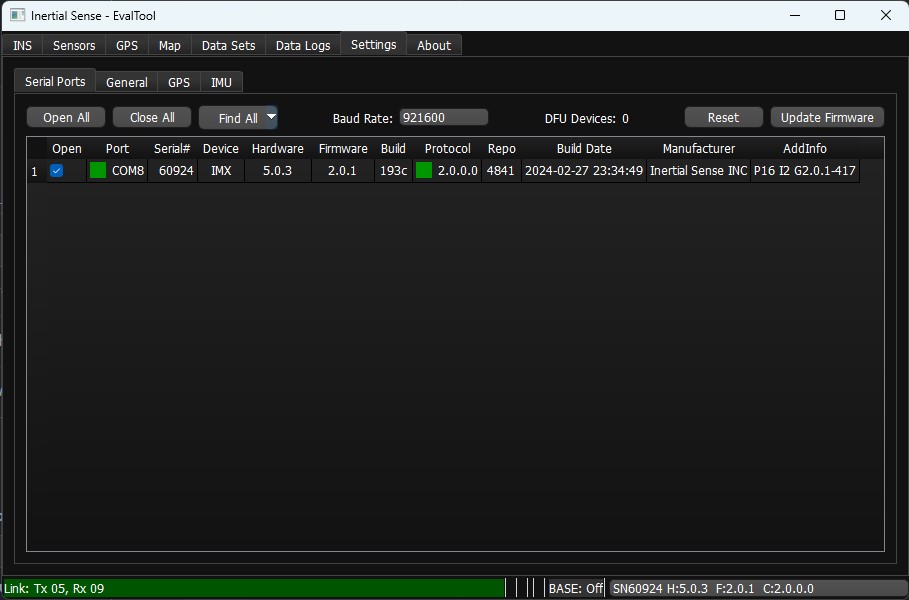 Inertial Sense - EvalTool
INS Sensors GPS Map Data Sets Data Logs Settings About
Serial Ports General GPS IMU
Open All Close All Find All Baud Rate: 921600 DFU Devices: 0 Reset Update Firmware
Open Port Serial# Device Hardware Firmware Build Protocol Repo Build Date Manufacturer AddInfo
1 COM8 60924 IMX 5.0.3 2.0.1 193c 2.0.0.0 4841 2024-02-27 23:34:49 Inertial Sense INC P16 I2 G2.0.1-417
Link: Tx 05, Rx 09 BASE: Off SN60924 H:5.0.3 F:2.0.1 C:2.0.0.0